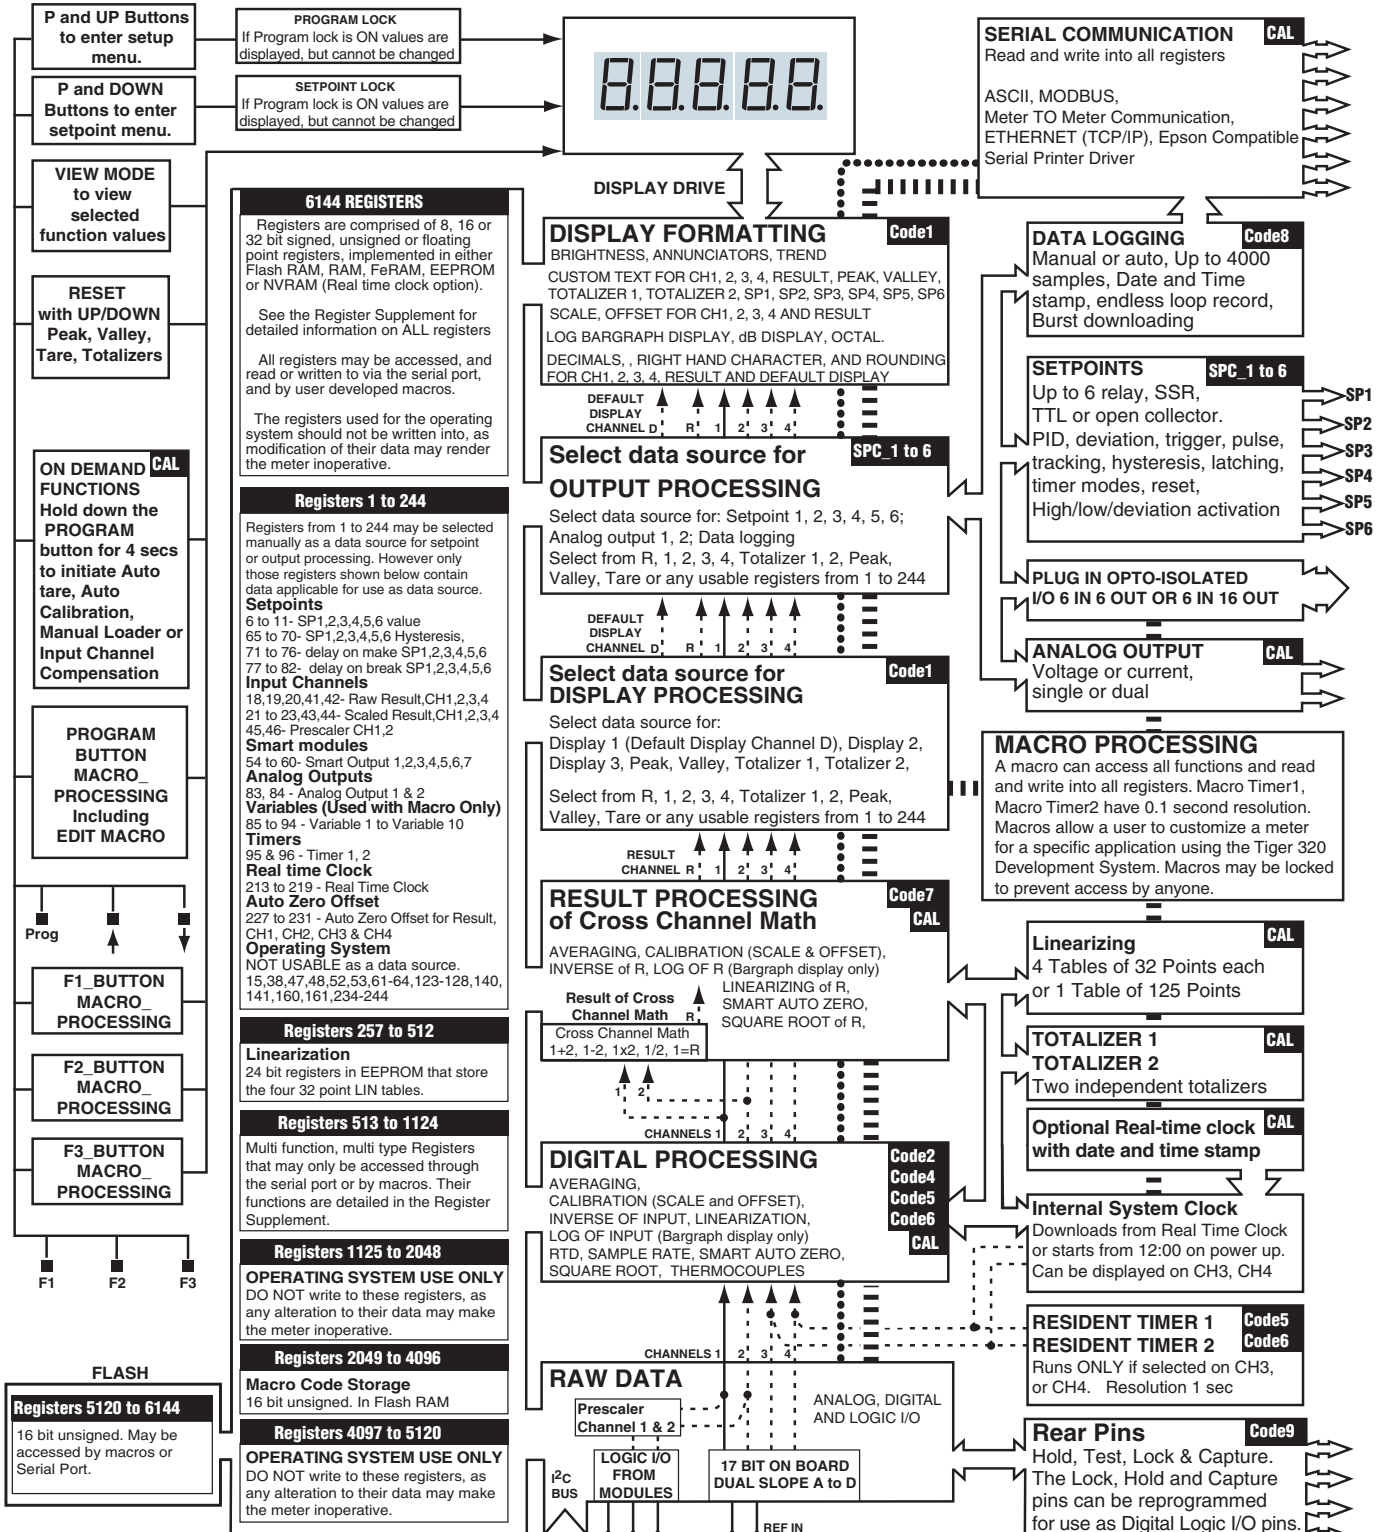 P and UP Buttons
to enter setup
menu.
PROGRAM LOCK
If Program lock is ON values are
displayed, but cannot be changed
P and DOWN
Buttons to enter
setpoint menu.
SETPOINT LOCK
If Program lock is ON values are
displayed, but cannot be changed
VIEW MODE
to view
selected
function values
RESET
with UP/DOWN
Peak, Valley,
Tare, Totalizers
ON DEMAND CAL
FUNCTIONS
Hold down the
PROGRAM
button for 4 secs
to initiate Auto
tare, Auto
Calibration,
Manual Loader or
Input Channel
Compensation
PROGRAM
BUTTON
MACRO_
PROCESSING
Including
EDIT MACRO
Prog
F1_BUTTON
MACRO_
PROCESSING
F2_BUTTON
MACRO_
PROCESSING
F3_BUTTON
MACRO_
PROCESSING
F1 F2 F3
FLASH
Registers 5120 to 6144
16 bit unsigned. May be
accessed by macros or
Serial Port.
6144 REGISTERS
Registers are comprised of 8, 16 or
32 bit signed, unsigned or floating
point registers, implemented in either
Flash RAM, RAM, FeRAM, EEPROM
or NVRAM (Real time clock option).
See the Register Supplement for
detailed information on ALL registers
All registers may be accessed, and
read or written to via the serial port,
and by user developed macros.
The registers used for the operating
system should not be written into, as
modification of their data may render
the meter inoperative.
Registers 1 to 244
Registers from 1 to 244 may be selected
manually as a data source for setpoint
or output processing. However only
those registers shown below contain
data applicable for use as data source.
Setpoints
6 to 11- SP1,2,3,4,5,6 value
65 to 70- SP1,2,3,4,5,6 Hysteresis,
71 to 76- delay on make SP1,2,3,4,5,6
77 to 82- delay on break SP1,2,3,4,5,6
Input Channels
18,19,20,41,42- Raw Result,CH1,2,3,4
21 to 23,43,44- Scaled Result,CH1,2,3,4
45,46- Prescaler CH1,2
Smart modules
54 to 60- Smart Output 1,2,3,4,5,6,7
Analog Outputs
83, 84 - Analog Output 1 & 2
Variables (Used with Macro Only)
85 to 94 - Variable 1 to Variable 10
Timers
95 & 96 - Timer 1, 2
Real time Clock
213 to 219 - Real Time Clock
Auto Zero Offset
227 to 231 - Auto Zero Offset for Result,
CH1, CH2, CH3 & CH4
Operating System
NOT USABLE as a data source.
15,38,47,48,52,53,61-64,123-128,140,
141,160,161,234-244
Registers 257 to 512
Linearization
24 bit registers in EEPROM that store
the four 32 point LIN tables.
Registers 513 to 1124
Multi function, multi type Registers
that may only be accessed through
the serial port or by macros. Their
functions are detailed in the Register
Supplement.
Registers 1125 to 2048
OPERATING SYSTEM USE ONLY
DO NOT write to these registers, as
any alteration to their data may make
the meter inoperative.
Registers 2049 to 4096
Macro Code Storage
16 bit unsigned. In Flash RAM
Registers 4097 to 5120
OPERATING SYSTEM USE ONLY
DO NOT write to these registers, as
any alteration to their data may make
the meter inoperative.
8.8.8.8.8.
DISPLAY DRIVE
DISPLAY FORMATTING Code1
BRIGHTNESS, ANNUNCIATORS, TREND
CUSTOM TEXT FOR CH1, 2, 3, 4, RESULT, PEAK, VALLEY,
TOTALIZER 1, TOTALIZER 2, SP1, SP2, SP3, SP4, SP5, SP6
SCALE, OFFSET FOR CH1, 2, 3, 4 AND RESULT
LOG BARGRAPH DISPLAY, dB DISPLAY, OCTAL.
DECIMALS, , RIGHT HAND CHARACTER, AND ROUNDING
FOR CH1, 2, 3, 4, RESULT AND DEFAULT DISPLAY
DEFAULT
DISPLAY
CHANNEL D R 1 2 3 4
Select data source for SPC_1 to 6
OUTPUT PROCESSING
Select data source for: Setpoint 1, 2, 3, 4, 5, 6;
Analog output 1, 2; Data logging
Select from R, 1, 2, 3, 4, Totalizer 1, 2, Peak,
Valley, Tare or any usable registers from 1 to 244
DEFAULT
DISPLAY
CHANNEL D R 1 2 3 4
Select data source for Code1
DISPLAY PROCESSING
Select data source for:
Display 1 (Default Display Channel D), Display 2,
Display 3, Peak, Valley, Totalizer 1, Totalizer 2,
Select from R, 1, 2, 3, 4, Totalizer 1, 2, Peak,
Valley, Tare or any usable registers from 1 to 244
RESULT
CHANNEL R 1 2 3 4
RESULT PROCESSING Code7
of Cross Channel Math CAL
AVERAGING, CALIBRATION (SCALE & OFFSET),
INVERSE of R, LOG OF R (Bargraph display only)
LINEARIZING of R,
SMART AUTO ZERO,
SQUARE ROOT of R,
Result of Cross
Channel Math R
Cross Channel Math
1+2, 1-2, 1x2, 1/2, 1=R
1 2
CHANNELS 1 2 3 4
DIGITAL PROCESSING Code2
Code4
Code5
Code6
CAL
AVERAGING,
CALIBRATION (SCALE and OFFSET),
INVERSE OF INPUT, LINEARIZATION,
LOG OF INPUT (Bargraph display only)
RTD, SAMPLE RATE, SMART AUTO ZERO,
SQUARE ROOT, THERMOCOUPLES
CHANNELS 1 2 3 4
RAW DATA
ANALOG, DIGITAL
AND LOGIC I/O
Prescaler
Channel 1 & 2
LOGIC I/O
FROM
MODULES
17 BIT ON BOARD
DUAL SLOPE A to D
I²C
BUS
REF IN
SERIAL COMMUNICATION CAL
Read and write into all registers
ASCII, MODBUS,
Meter TO Meter Communication,
ETHERNET (TCP/IP), Epson Compatible
Serial Printer Driver
DATA LOGGING Code8
Manual or auto, Up to 4000
samples, Date and Time
stamp, endless loop record,
Burst downloading
SETPOINTS SPC_1 to 6
Up to 6 relay, SSR,
TTL or open collector.
PID, deviation, trigger, pulse,
tracking, hysteresis, latching,
timer modes, reset,
High/low/deviation activation
SP1
SP2
SP3
SP4
SP5
SP6
PLUG IN OPTO-ISOLATED
I/O 6 IN 6 OUT OR 6 IN 16 OUT
ANALOG OUTPUT CAL
Voltage or current,
single or dual
MACRO PROCESSING
A macro can access all functions and read
and write into all registers. Macro Timer1,
Macro Timer2 have 0.1 second resolution.
Macros allow a user to customize a meter
for a specific application using the Tiger 320
Development System. Macros may be locked
to prevent access by anyone.
Linearizing CAL
4 Tables of 32 Points each
or 1 Table of 125 Points
TOTALIZER 1 CAL
TOTALIZER 2
Two independent totalizers
Optional Real-time clock CAL
with date and time stamp
Internal System Clock
Downloads from Real Time Clock
or starts from 12:00 on power up.
Can be displayed on CH3, CH4
RESIDENT TIMER 1 Code5
RESIDENT TIMER 2 Code6
Runs ONLY if selected on CH3,
or CH4. Resolution 1 sec
Rear Pins Code9
Hold, Test, Lock & Capture.
The Lock, Hold and Capture
pins can be reprogrammed
for use as Digital Logic I/O pins.